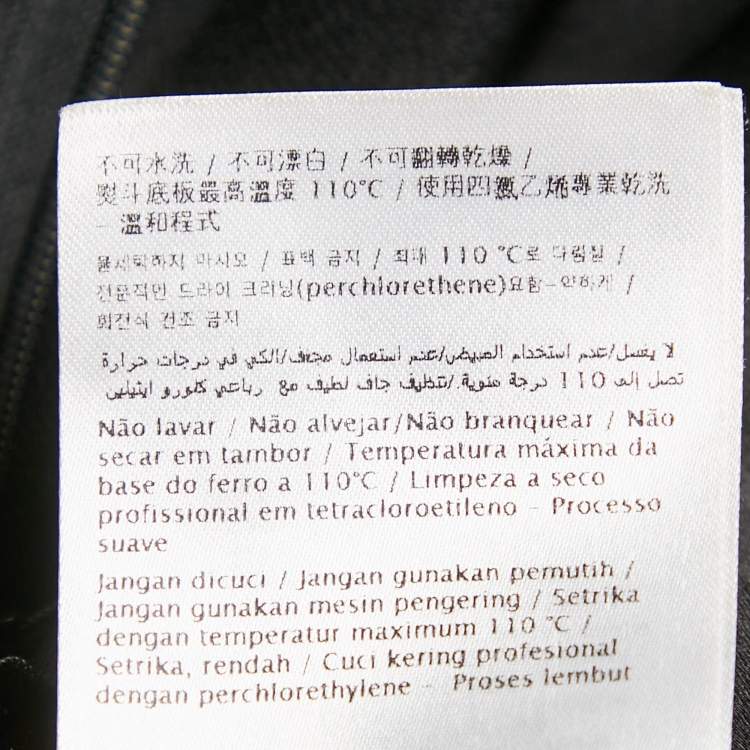 不可水洗 / 不可漂白 / 不可翻轉乾燥 /
熨斗底板最高溫度 110℃ / 使用四氯乙烯專業乾洗
– 溫和程式
물세탁하지 마시오 / 표백 금지 / 최대 110 ℃로 다림질 /
전문적인 드라이 크리닝(perchlorethene)요함–약하게 /
회전식 건조 금지
لا يغسل/عدم استخدام المبيض/عدم استعمال مجفف/الكي في درجات حرارة
تصل إلى 110 درجة مئوية./تنظيف جاف لطيف مع رباعي كلورو ايثيلين
Não lavar / Não alvejar/Não branquear / Não
secar em tambor / Temperatura máxima da
base do ferro a 110°C / Limpeza a seco
profissional em tetracloroetileno – Processo
suave
Jangan dicuci / Jangan gunakan pemutih /
Jangan gunakan mesin pengering / Setrika
dengan temperatur maximum 110 °C /
Setrika, rendah / Cuci kering profesional
dengan perchlorethylene – Proses lembut